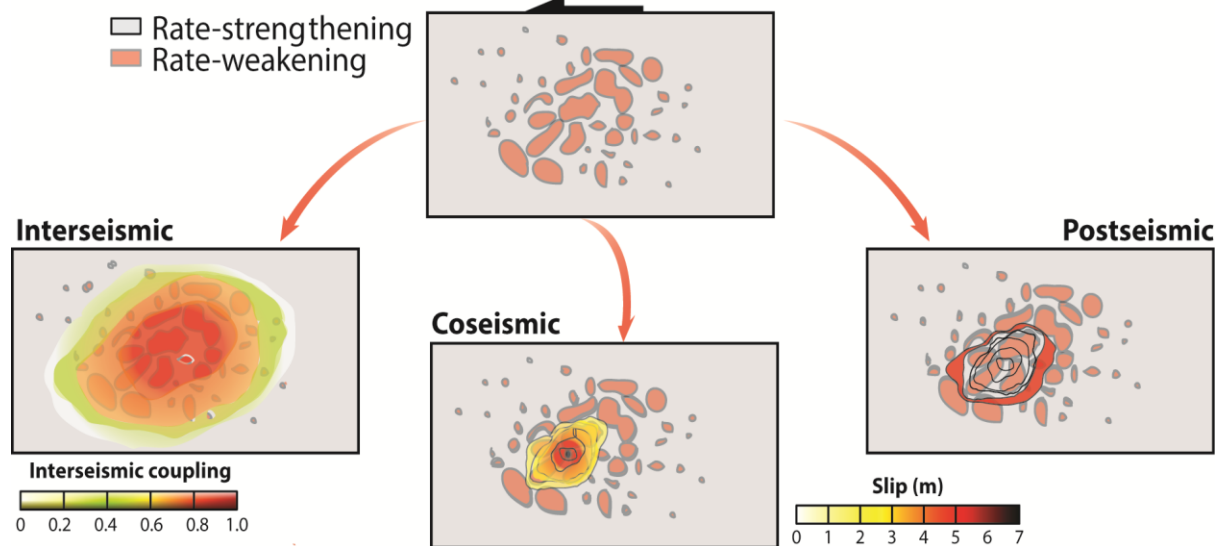 Rate-strengthening
Rate-weakening
Interseismic
Postseismic
Coseismic
Interseismic coupling
0 0.2 0.4 0.6 0.8 1.0
Slip (m)
0 1 2 3 4 5 6 7